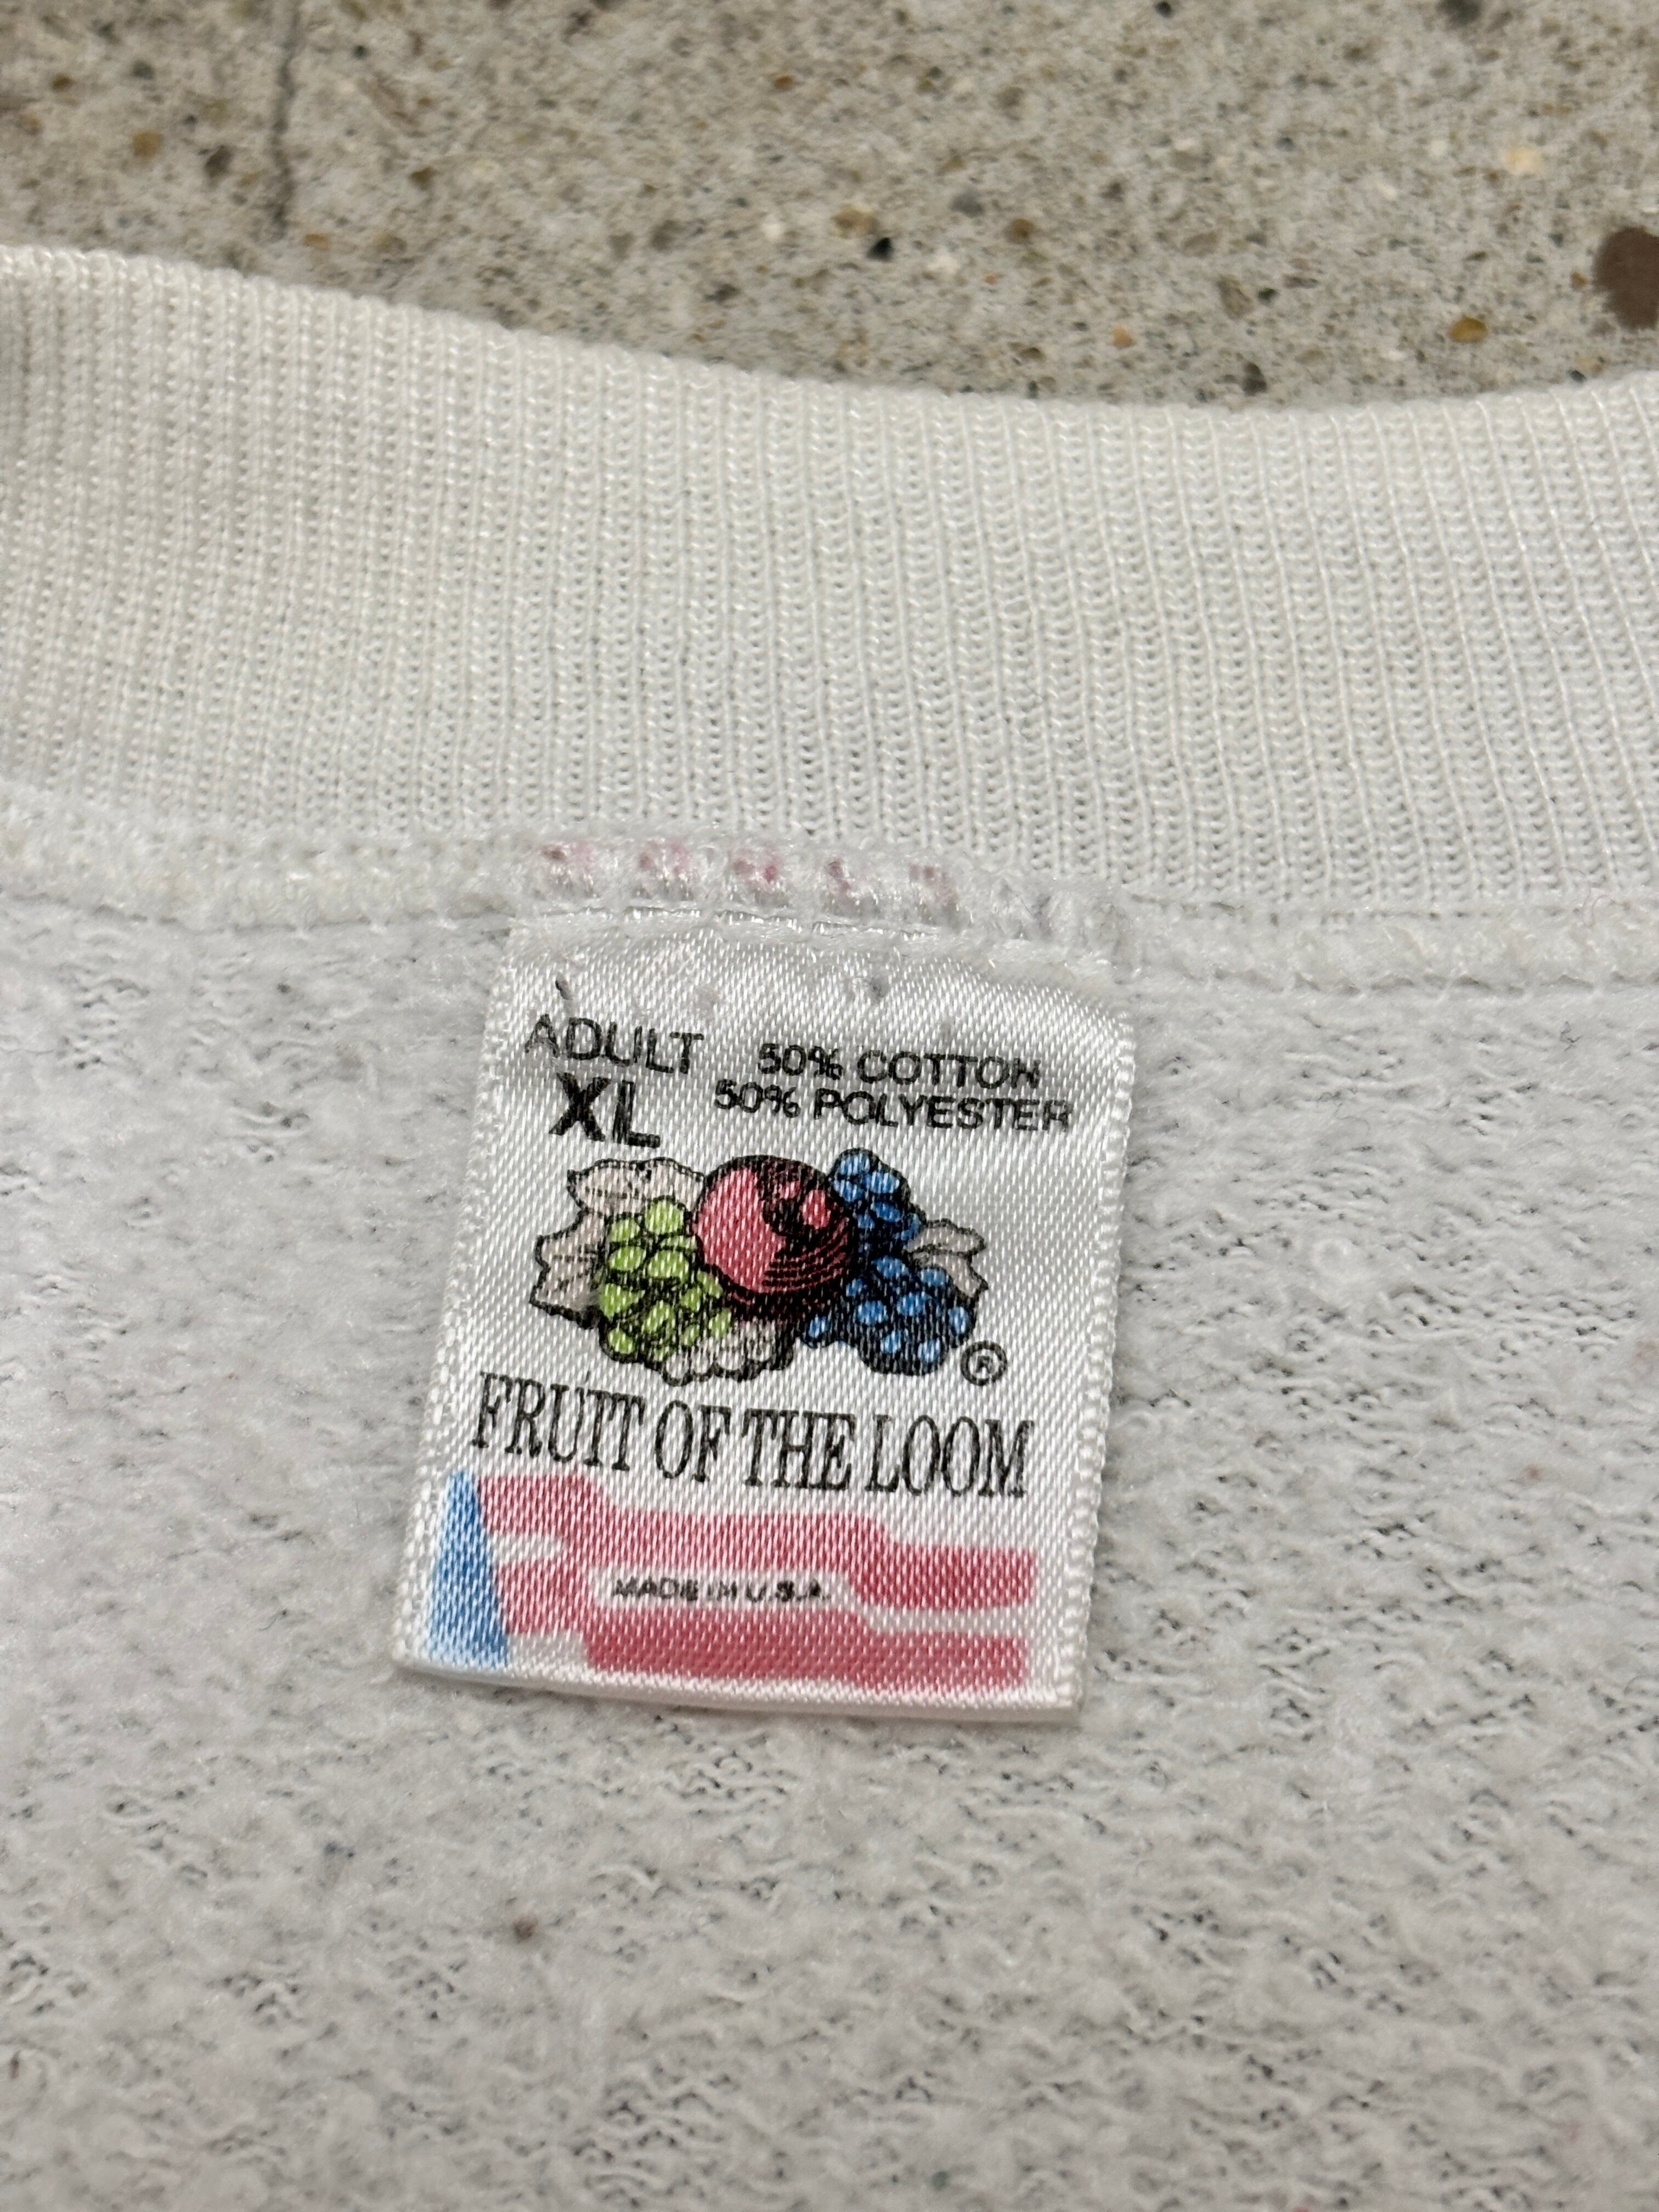 ADULT 50% COTTON
XL 50% POLYESTER
®
FRUIT OF THE LOOM
MADE IN U.S.A.